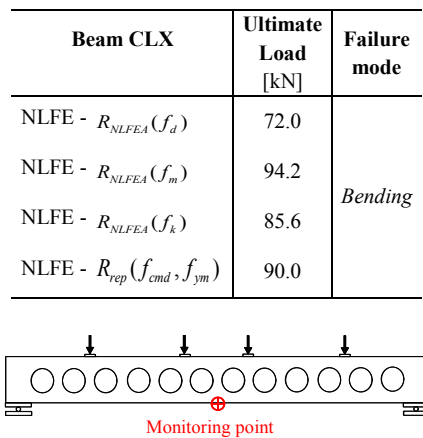 Beam CLX Ultimate Load [kN] Failure mode
NLFE - R_NLFEA(f_d) 72.0
NLFE - R_NLFEA(f_m) 94.2
Bending
NLFE - R_NLFEA(f_k) 85.6
NLFE - R_rep(f_cmd, f_ym) 90.0
Monitoring point